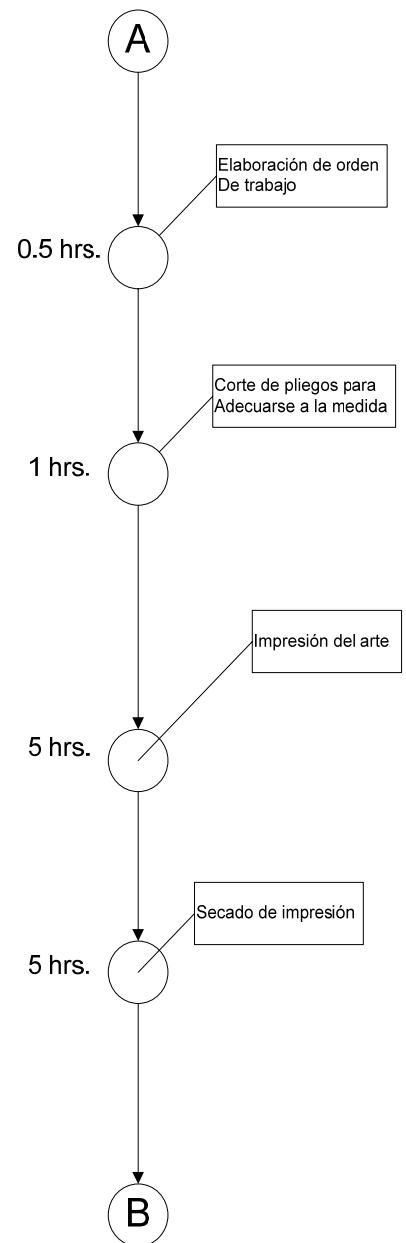 A
Elaboración de orden
De trabajo
0.5 hrs.
Corte de pliegos para
Adecuarse a la medida
1 hrs.
Impresión del arte
5 hrs.
Secado de impresión
5 hrs.
B